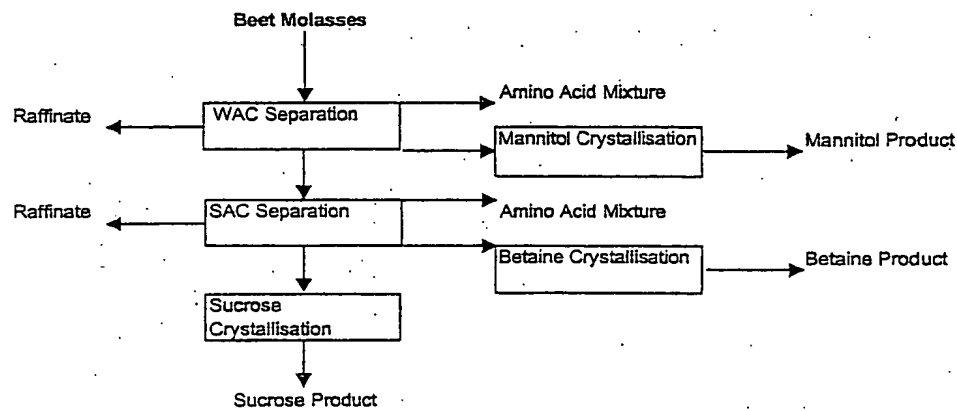 Beet Molasses
Amino Acid Mixture
Raffinate
WAC Separation
Mannitol Crystallisation
Mannitol Product
Raffinate
SAC Separation
Amino Acid Mixture
Betaine Crystallisation
Betaine Product
Sucrose
Crystallisation
Sucrose Product